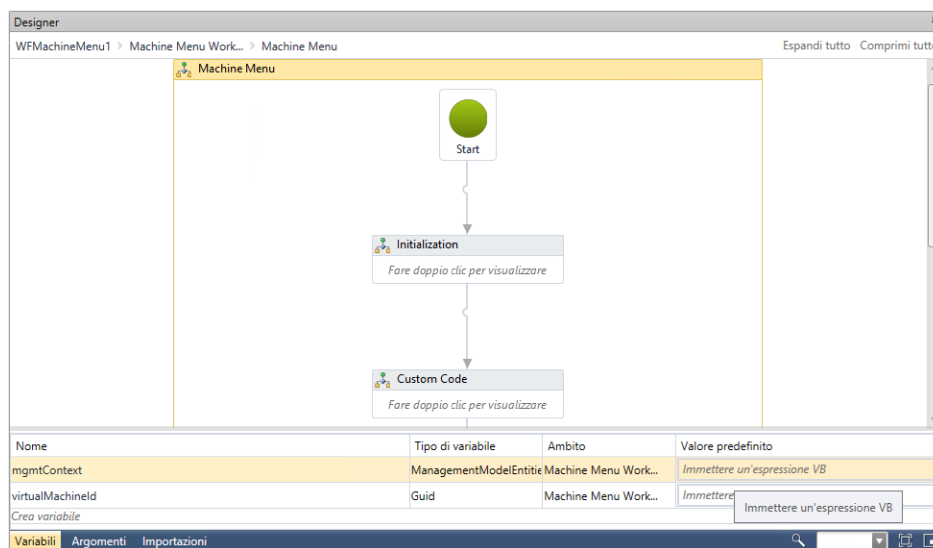 Designer
WFMachineMenu1 > Machine Menu Work... > Machine Menu Espandi tutto Comprimi tutto
Machine Menu
Start
Initialization
Fare doppio clic per visualizzare
Custom Code
Fare doppio clic per visualizzare
Nome Tipo di variabile Ambito Valore predefinito
mgmtContext ManagementModelEntitie Machine Menu Work... Immettere un'espressione VB
virtualMachineId Guid Machine Menu Work... Immettere
Immettere un'espressione VB
Crea variabile
Variabili Argomenti Importazioni